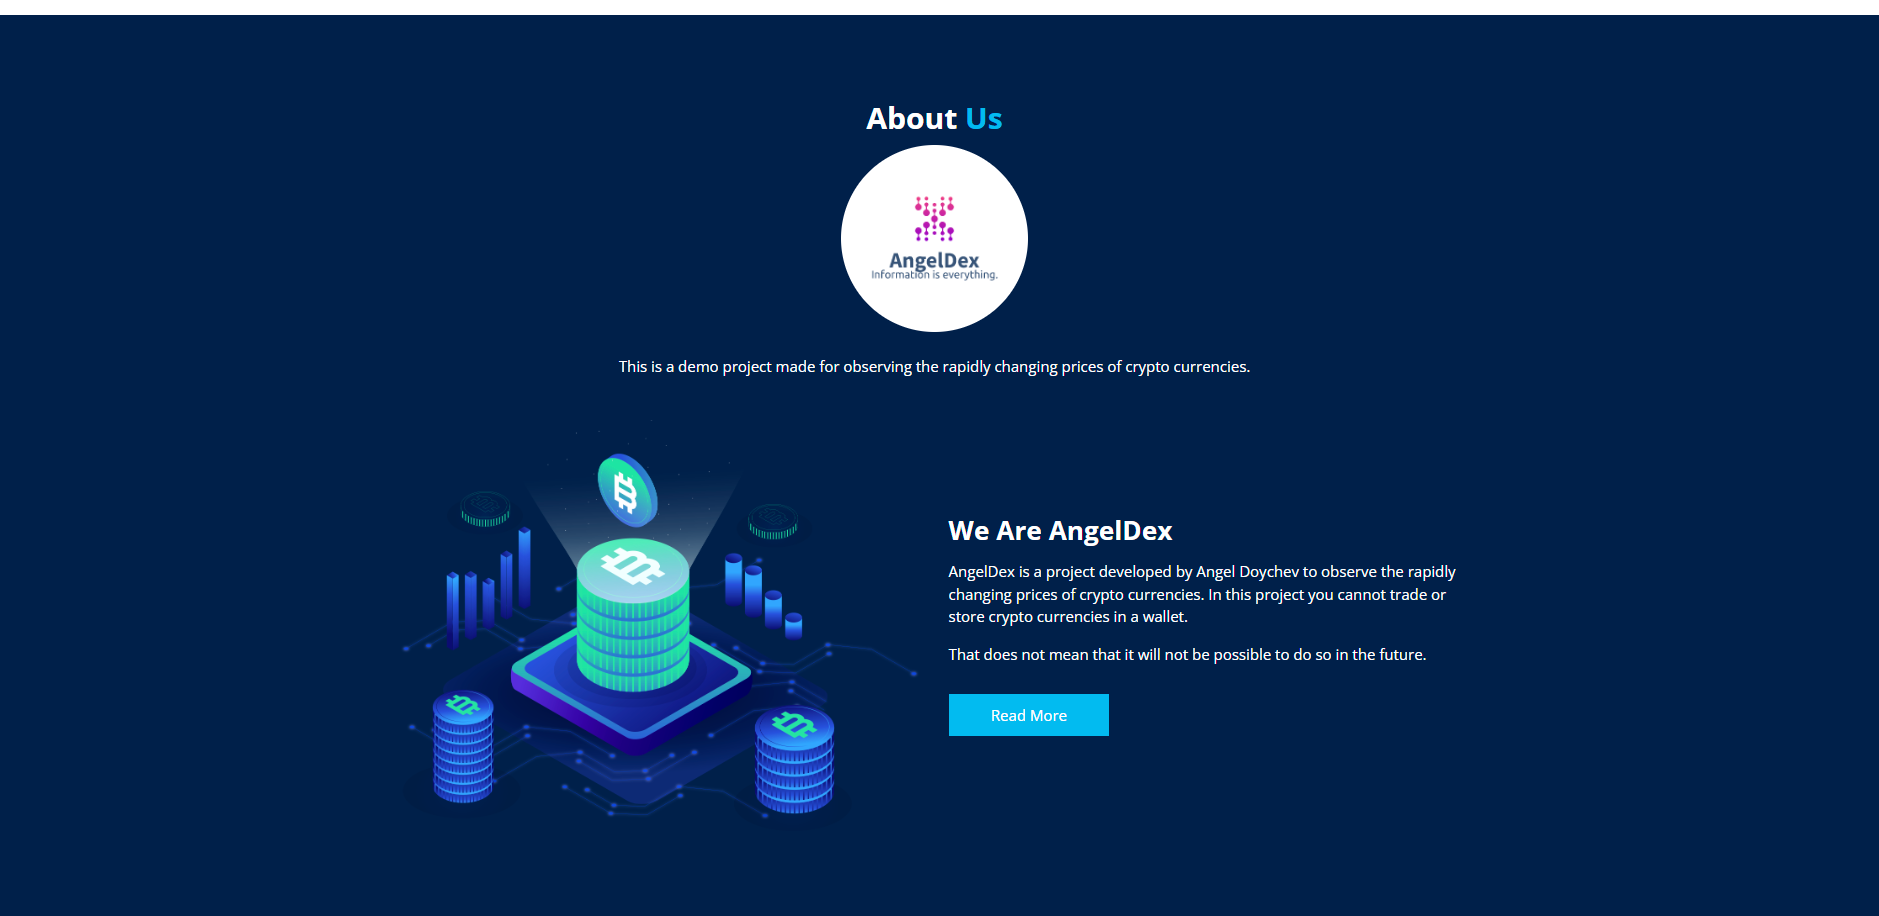 About Us
AngelDex
Information is everything.
This is a demo project made for observing the rapidly changing prices of crypto currencies.
We Are AngelDex
AngelDex is a project developed by Angel Doychev to observe the rapidly
changing prices of crypto currencies. In this project you cannot trade or
store crypto currencies in a wallet.
That does not mean that it will not be possible to do so in the future.
Read More